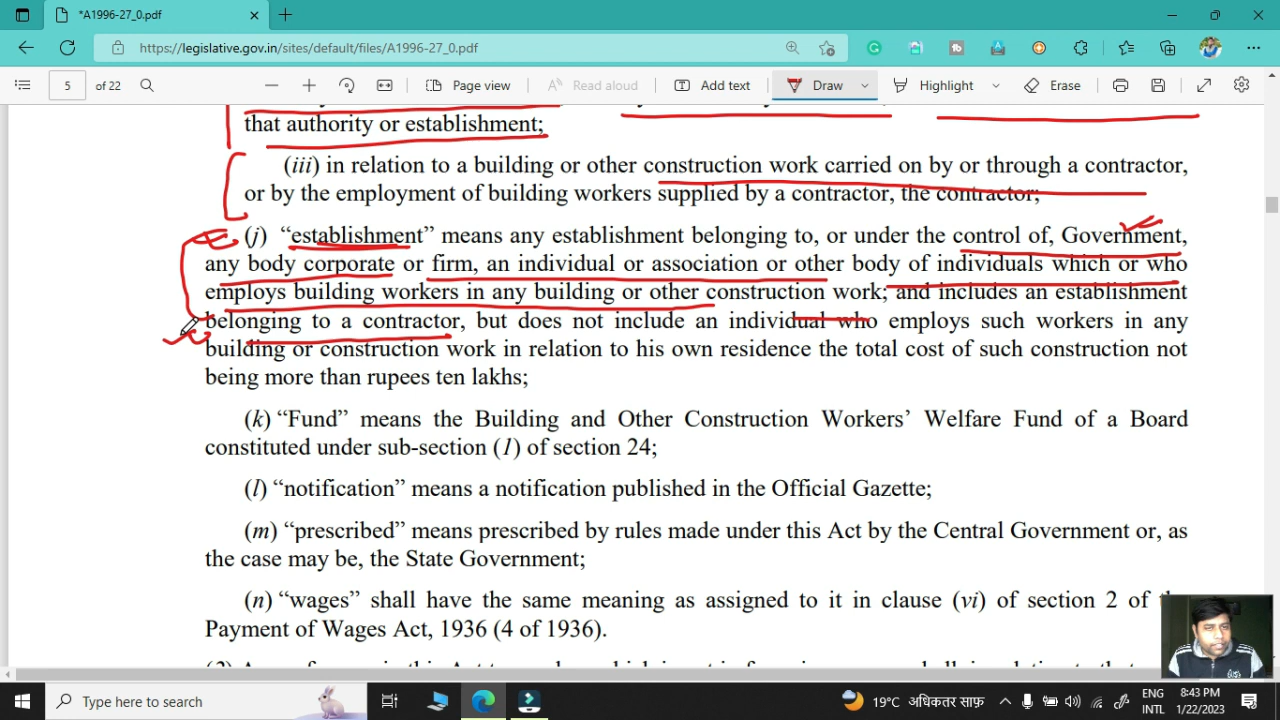 *A1996-27_0.pdf
https://legislative.gov.in/sites/default/files/A1996-27_0.pdf
5 of 22
Page view
Read aloud
Add text
Draw
Highlight
Erase
that authority or establishment;
(iii) in relation to a building or other construction work carried on by or through a contractor,
or by the employment of building workers supplied by a contractor, the contractor;
(j) “establishment” means any establishment belonging to, or under the control of, Government,
any body corporate or firm, an individual or association or other body of individuals which or who
employs building workers in any building or other construction work; and includes an establishment
belonging to a contractor, but does not include an individual who employs such workers in any
building or construction work in relation to his own residence the total cost of such construction not
being more than rupees ten lakhs;
(k) “Fund” means the Building and Other Construction Workers’ Welfare Fund of a Board
constituted under sub-section (1) of section 24;
(l) “notification” means a notification published in the Official Gazette;
(m) “prescribed” means prescribed by rules made under this Act by the Central Government or, as
the case may be, the State Government;
(n) “wages” shall have the same meaning as assigned to it in clause (vi) of section 2 of
Payment of Wages Act, 1936 (4 of 1936).
Type here to search
19°C अधिकतर साफ़
ENG
INTL
8:43 PM
1/22/2023